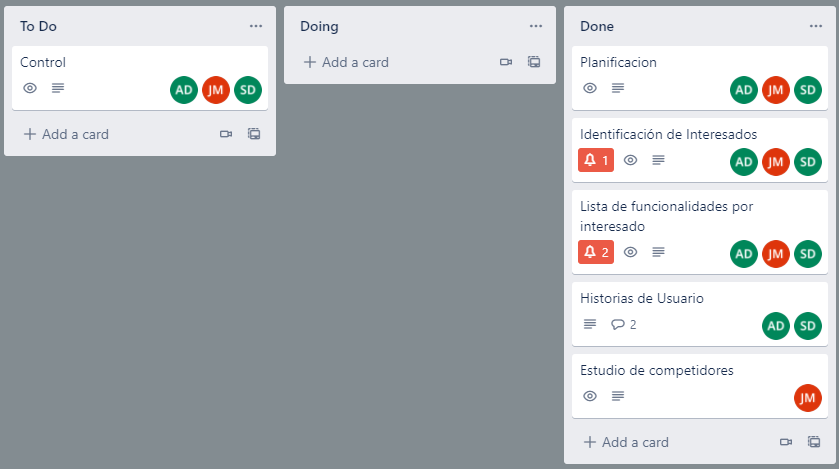 To Do
Control
AD JM SD
Add a card
Doing
Add a card
Done
Planificacion
AD JM SD
Identificación de Interesados
1
AD JM SD
Lista de funcionalidades por
interesado
2
AD JM SD
Historias de Usuario
2
AD SD
Estudio de competidores
JM
Add a card